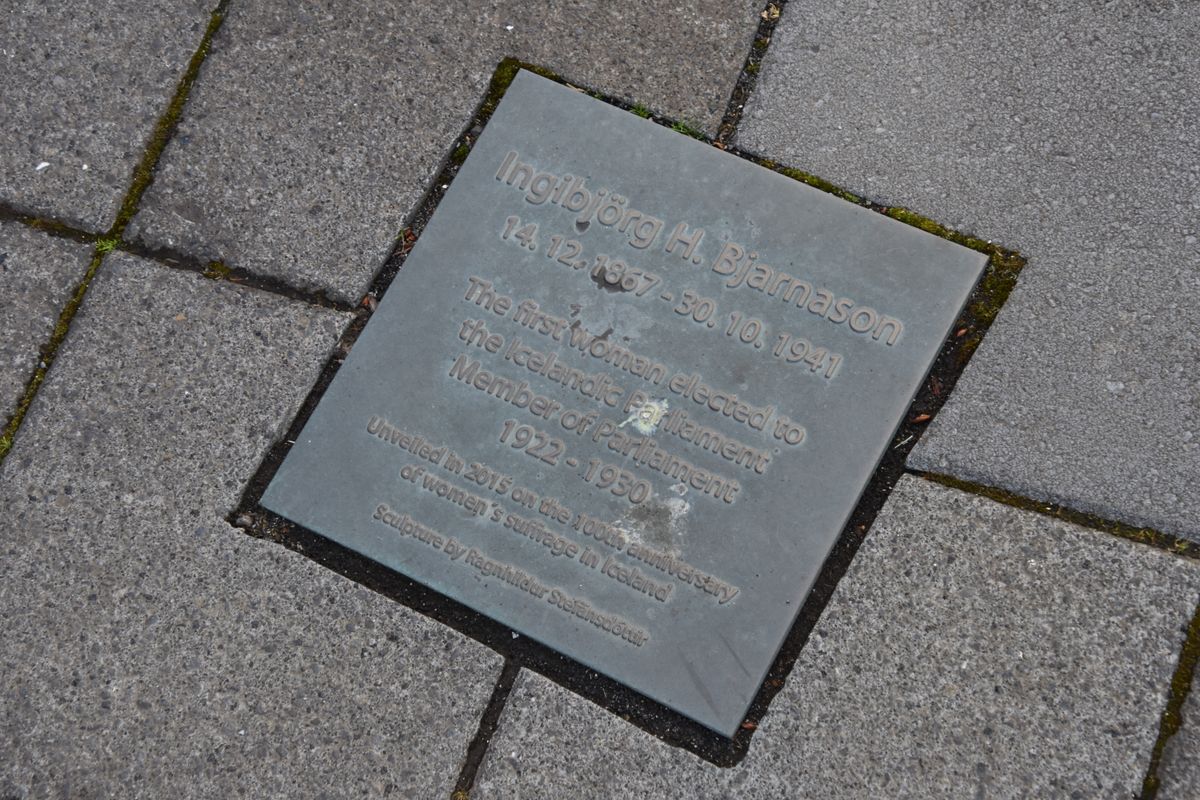 Ingibjörg H. Bjarnason
14. 12. 1867 - 30. 10. 1941
The first woman elected to
the Icelandic Parliament
Member of Parliament
1922 - 1930
Unveiled in 2015 on the 100th anniversary
of women´s suffrage in Iceland
Sculpture by Ragnhildur Stefánsdóttir